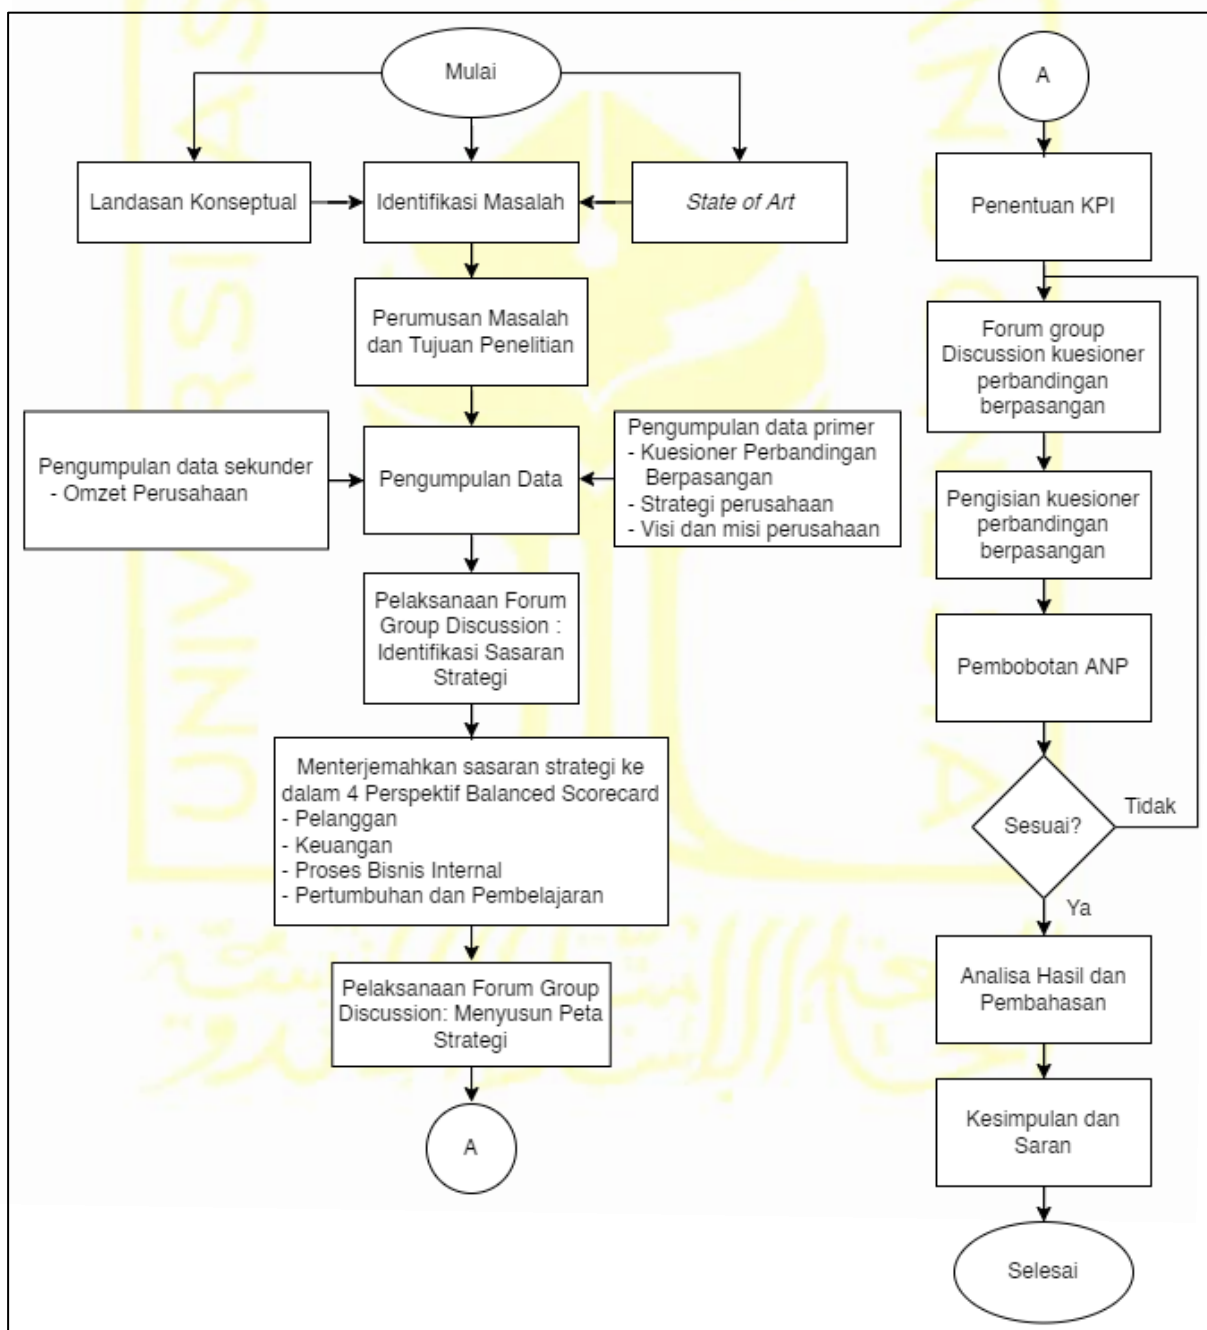 Mulai
Landasan Konseptual
Identifikasi Masalah
State of Art
Perumusan Masalah
dan Tujuan Penelitian
Pengumpulan data sekunder
- Omzet Perusahaan
Pengumpulan Data
Pengumpulan data primer
- Kuesioner Perbandingan
Berpasangan
- Strategi perusahaan
- Visi dan misi perusahaan
Pelaksanaan Forum
Group Discussion :
Identifikasi Sasaran
Strategi
Menterjemahkan sasaran strategi ke
dalam 4 Perspektif Balanced Scorecard
- Pelanggan
- Keuangan
- Proses Bisnis Internal
- Pertumbuhan dan Pembelajaran
Pelaksanaan Forum Group
Discussion: Menyusun Peta
Strategi
A
A
Penentuan KPI
Forum group
Discussion kuesioner
perbandingan
berpasangan
Pengisian kuesioner
perbandingan
berpasangan
Pembobotan ANP
Sesuai?
Tidak
Ya
Analisa Hasil dan
Pembahasan
Kesimpulan dan
Saran
Selesai